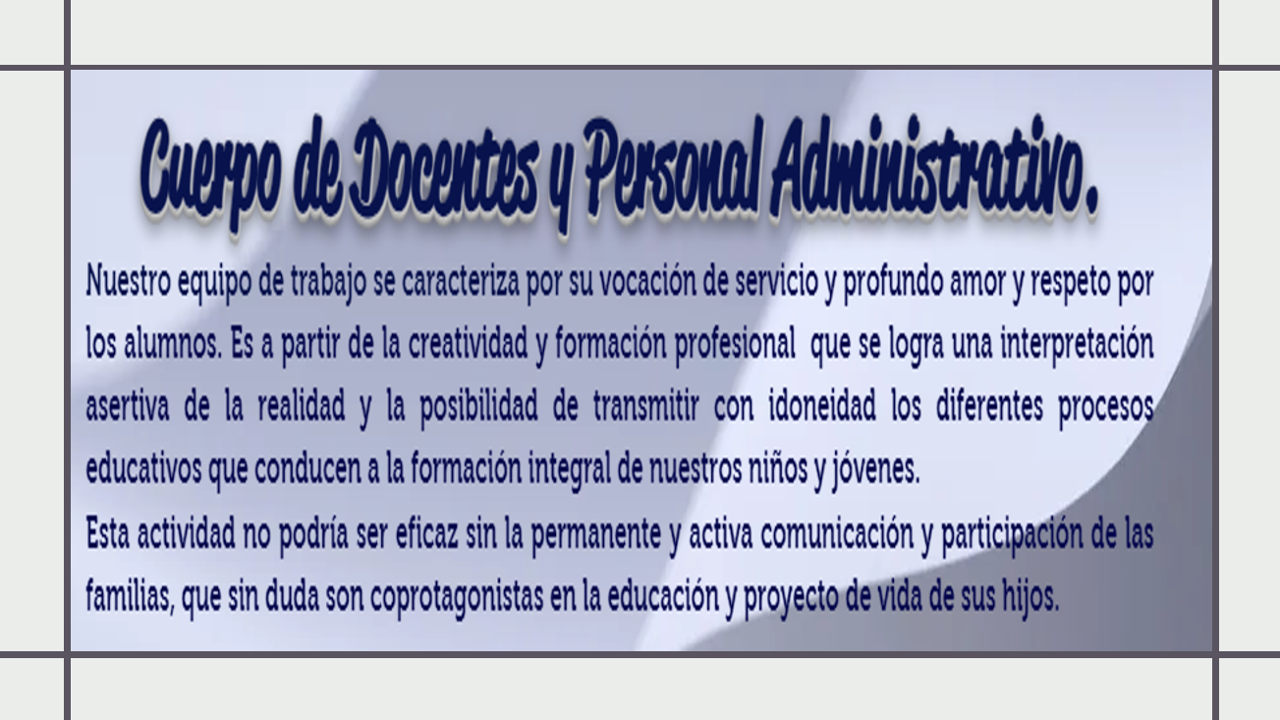 Cuerpo de Docentes y Personal Administrativo.
Nuestro equipo de trabajo se caracteriza por su vocación de servicio y profundo amor y respeto por
los alumnos. Es a partir de la creatividad y formación profesional  que se logra una interpretación
asertiva de la realidad y la posibilidad de transmitir con idoneidad los diferentes procesos
educativos que conducen a la formación integral de nuestros niños y jóvenes.
Esta actividad no podría ser eficaz sin la permanente y activa comunicación y participación de las
familias, que sin duda son coprotagonistas en la educación y proyecto de vida de sus hijos.